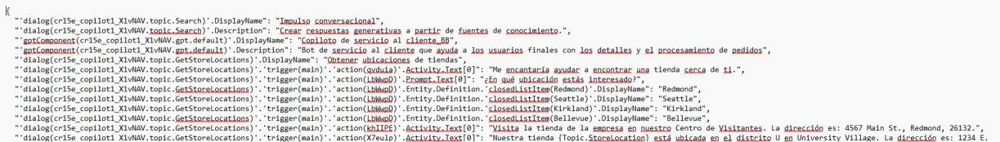 {
"'dialog(cr15e_copilot1_X1vNAV.topic.Search)'.DisplayName": "Impulso conversacional",
"'dialog(cr15e_copilot1_X1vNAV.topic.Search)'.Description": "Crear respuestas generativas a partir de fuentes de conocimiento.",
"'gptComponent(cr15e_copilot1_X1vNAV.gpt.default)'.DisplayName": "Copiloto de servicio al cliente_BB",
"'gptComponent(cr15e_copilot1_X1vNAV.gpt.default)'.Description": "Bot de servicio al cliente que ayuda a los usuarios finales con los detalles y el procesamiento de pedidos",
"'dialog(cr15e_copilot1_X1vNAV.topic.GetStoreLocations)'.DisplayName": "Obtener ubicaciones de tiendas",
"'dialog(cr15e_copilot1_X1vNAV.topic.GetStoreLocations)'.'trigger(main)'.'action(qvduia)'.Activity.Text[0]": "Me encantaría ayudar a encontrar una tienda cerca de ti.",
"'dialog(cr15e_copilot1_X1vNAV.topic.GetStoreLocations)'.'trigger(main)'.'action(LbWwpD)'.Prompt.Text[0]": "¿En qué ubicación estás interesado?",
"'dialog(cr15e_copilot1_X1vNAV.topic.GetStoreLocations)'.'trigger(main)'.'action(LbWwpD)'.Entity.Definition.'closedListItem(Redmond)'.DisplayName": "Redmond",
"'dialog(cr15e_copilot1_X1vNAV.topic.GetStoreLocations)'.'trigger(main)'.'action(LbWwpD)'.Entity.Definition.'closedListItem(Seattle)'.DisplayName": "Seattle",
"'dialog(cr15e_copilot1_X1vNAV.topic.GetStoreLocations)'.'trigger(main)'.'action(LbWwpD)'.Entity.Definition.'closedListItem(Kirkland)'.DisplayName": "Kirkland",
"'dialog(cr15e_copilot1_X1vNAV.topic.GetStoreLocations)'.'trigger(main)'.'action(LbWwpD)'.Entity.Definition.'closedListItem(Bellevue)'.DisplayName": "Bellevue",
"'dialog(cr15e_copilot1_X1vNAV.topic.GetStoreLocations)'.'trigger(main)'.'action(khIIPE)'.Activity.Text[0]": "Visita la tienda de la empresa en nuestro Centro de Visitantes. La dirección es: 4567 Main St., Redmond, 26132.",
"'dialog(cr15e_copilot1_X1vNAV.topic.GetStoreLocations)'.'trigger(main)'.'action(X7eulp)'.Activity.Text[0]": "Nuestra tienda {Topic.StoreLocation} está ubicada en el distrito U en University Village. La dirección es: 1234 E.